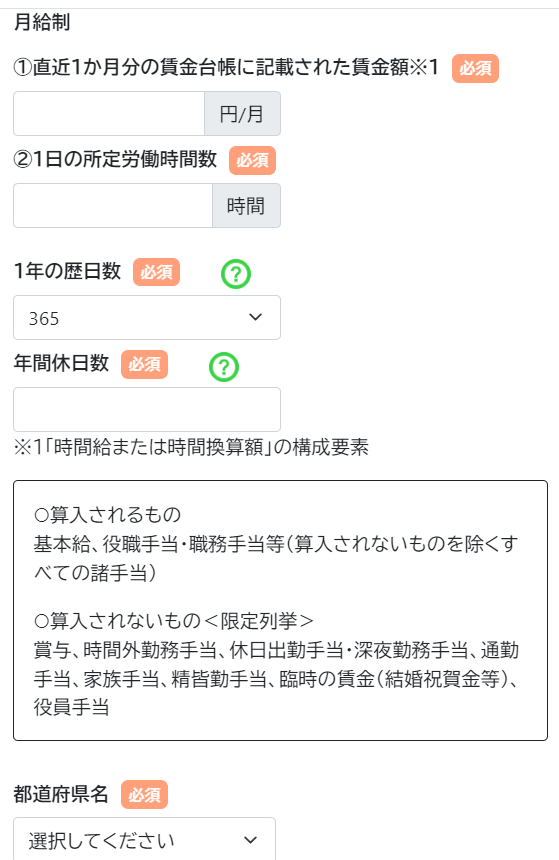 月給制
①直近1か月分の賃金台帳に記載された賃金額※1 必須
円/月
②1日の所定労働時間数 必須
時間
1年の歴日数 必須 ?
365
年間休日数 必須 ?
※1「時間給または時間換算額」の構成要素
○算入されるもの
基本給、役職手当・職務手当等(算入されないものを除くす
べての諸手当)
○算入されないもの＜限定列挙＞
賞与、時間外勤務手当、休日出勤手当・深夜勤務手当、通勤
手当、家族手当、精皆勤手当、臨時の賃金(結婚祝賀金等)、
役員手当
都道府県名 必須
選択してください